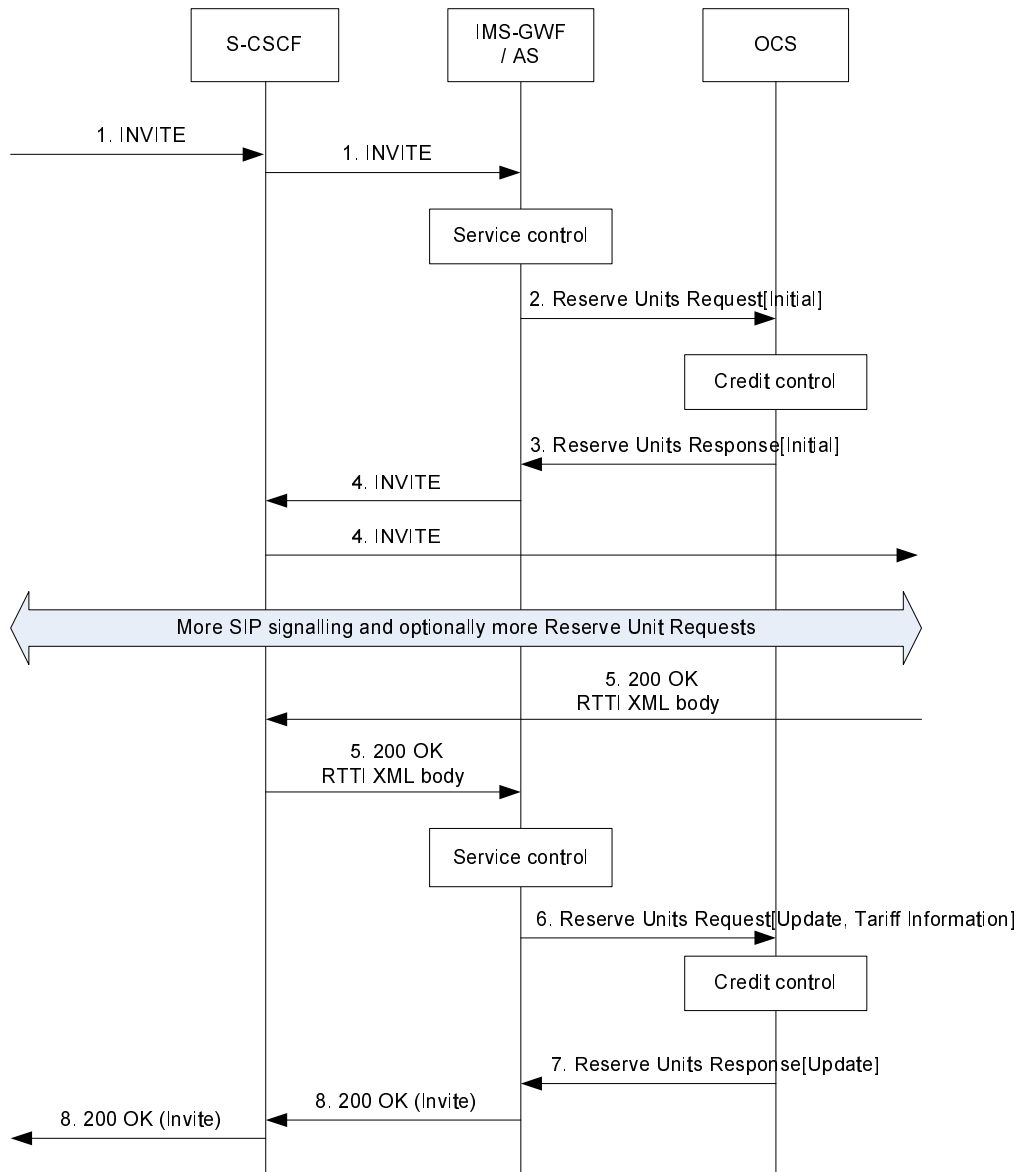 S-CSCF
IMS-GWF
/ AS
OCS
1. INVITE
1. INVITE
Service control
2. Reserve Units Request[Initial]
Credit control
3. Reserve Units Response[Initial]
4. INVITE
4. INVITE
More SIP signalling and optionally more Reserve Unit Requests
5. 200 OK
RTTI XML body
5. 200 OK
RTTI XML body
Service control
6. Reserve Units Request[Update, Tariff Information]
Credit control
7. Reserve Units Response[Update]
8. 200 OK (Invite)
8. 200 OK (Invite)